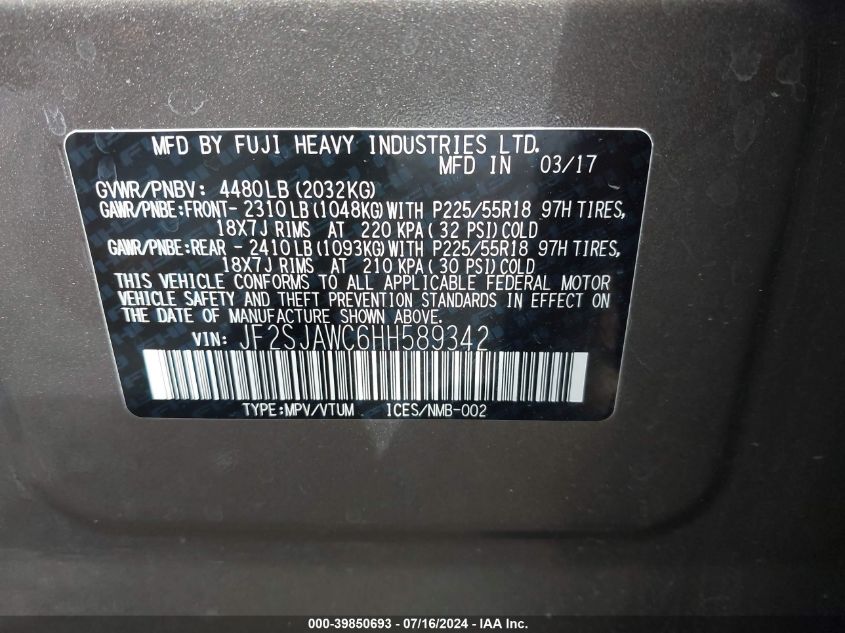 MFD BY FUJI HEAVY INDUSTRIES LTD.
MFD IN 03/17
GVWR/PNBV: 4480LB (2032KG)
GAWR/PNBE:FRONT- 2310LB (1048KG) WITH P225/55R18 97H TIRES,
18X7J RIMS AT 220 KPA ( 32 PSI) COLD
GAWR/PNBE:REAR - 2410LB (1093KG) WITH P225/55R18 97H TIRES,
18X7J RIMS AT 210 KPA ( 30 PSI) COLD
THIS VEHICLE CONFORMS TO ALL APPLICABLE FEDERAL MOTOR
VEHICLE SAFETY AND THEFT PREVENTION STANDARDS IN EFFECT ON
THE DATE OF MANUFACTURE SHOWN ABOVE.
VIN: JF2SJAWC6HH589342
TYPE:MPV/VTUM ICES/NMB-002
000-39850693 - 07/16/2024 - IAA Inc.